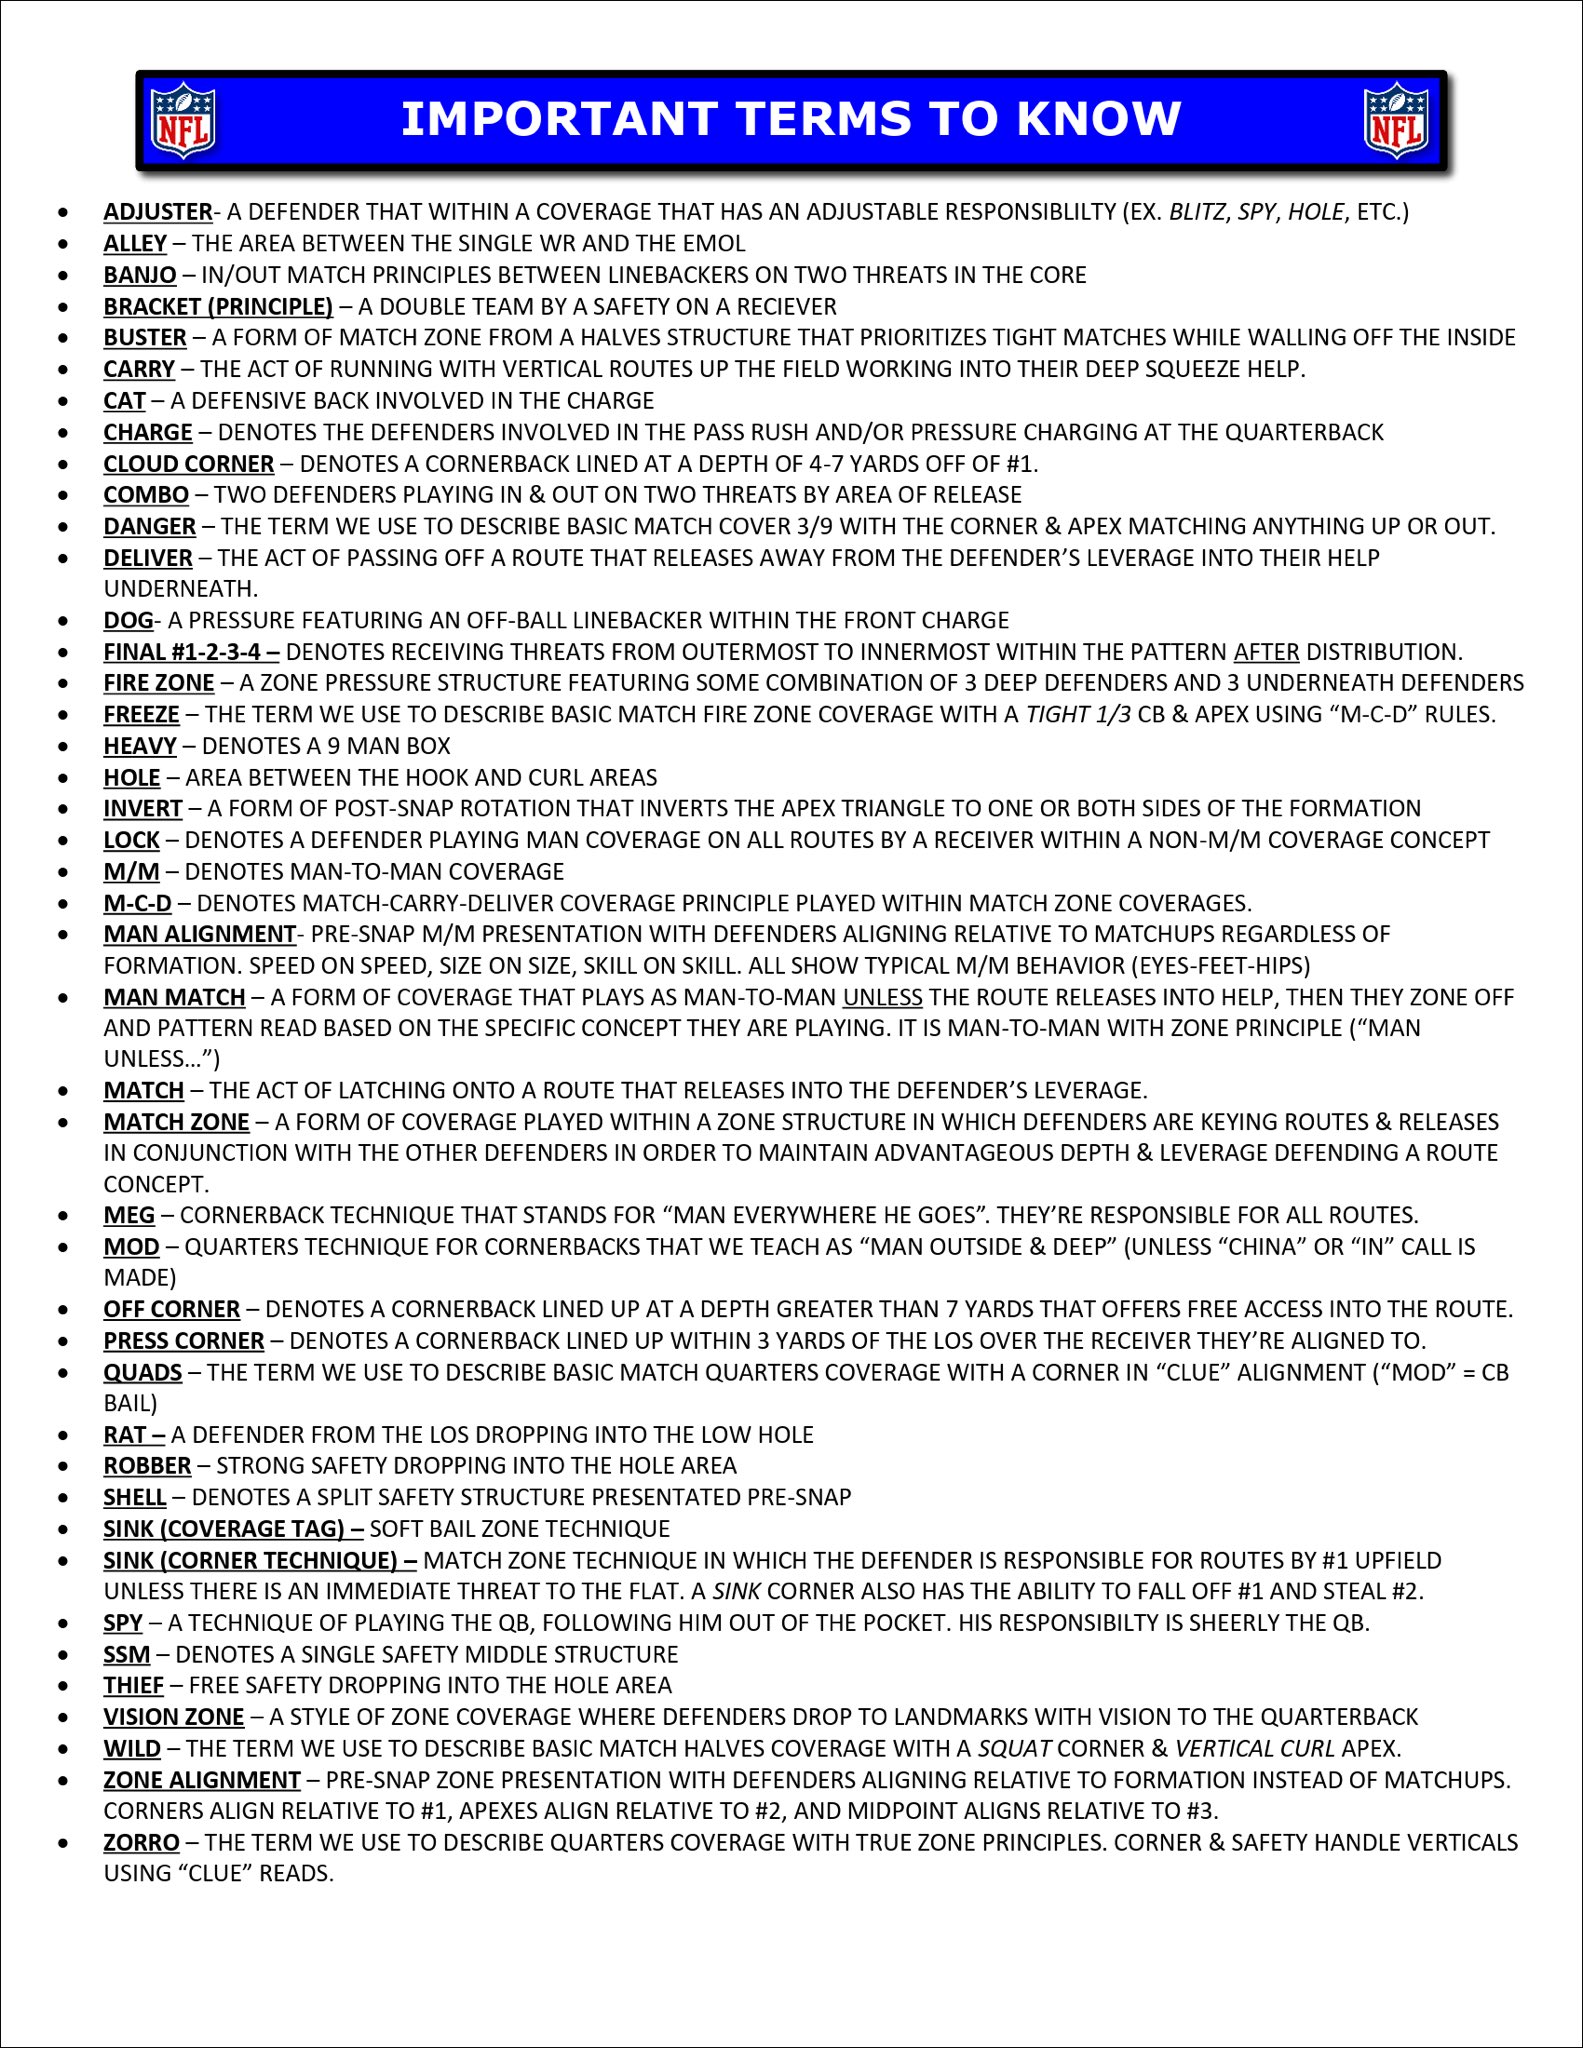 NFL IMPORTANT TERMS TO KNOW NFL
• ADJUSTER- A DEFENDER THAT WITHIN A COVERAGE THAT HAS AN ADJUSTABLE RESPONSIBLILTY (EX. BLITZ, SPY, HOLE, ETC.)
• ALLEY – THE AREA BETWEEN THE SINGLE WR AND THE EMOL
• BANJO – IN/OUT MATCH PRINCIPLES BETWEEN LINEBACKERS ON TWO THREATS IN THE CORE
• BRACKET (PRINCIPLE) – A DOUBLE TEAM BY A SAFETY ON A RECIEVER
• BUSTER – A FORM OF MATCH ZONE FROM A HALVES STRUCTURE THAT PRIORITIZES TIGHT MATCHES WHILE WALLING OFF THE INSIDE
• CARRY – THE ACT OF RUNNING WITH VERTICAL ROUTES UP THE FIELD WORKING INTO THEIR DEEP SQUEEZE HELP.
• CAT – A DEFENSIVE BACK INVOLVED IN THE CHARGE
• CHARGE – DENOTES THE DEFENDERS INVOLVED IN THE PASS RUSH AND/OR PRESSURE CHARGING AT THE QUARTERBACK
• CLOUD CORNER – DENOTES A CORNERBACK LINED AT A DEPTH OF 4-7 YARDS OFF OF #1.
• COMBO – TWO DEFENDERS PLAYING IN & OUT ON TWO THREATS BY AREA OF RELEASE
• DANGER – THE TERM WE USE TO DESCRIBE BASIC MATCH COVER 3/9 WITH THE CORNER & APEX MATCHING ANYTHING UP OR OUT.
• DELIVER – THE ACT OF PASSING OFF A ROUTE THAT RELEASES AWAY FROM THE DEFENDER’S LEVERAGE INTO THEIR HELP
UNDERNEATH.
• DOG- A PRESSURE FEATURING AN OFF-BALL LINEBACKER WITHIN THE FRONT CHARGE
• FINAL #1-2-3-4 – DENOTES RECEIVING THREATS FROM OUTERMOST TO INNERMOST WITHIN THE PATTERN AFTER DISTRIBUTION.
• FIRE ZONE – A ZONE PRESSURE STRUCTURE FEATURING SOME COMBINATION OF 3 DEEP DEFENDERS AND 3 UNDERNEATH DEFENDERS
• FREEZE – THE TERM WE USE TO DESCRIBE BASIC MATCH FIRE ZONE COVERAGE WITH A TIGHT 1/3 CB & APEX USING “M-C-D” RULES.
• HEAVY – DENOTES A 9 MAN BOX
• HOLE – AREA BETWEEN THE HOOK AND CURL AREAS
• INVERT – A FORM OF POST-SNAP ROTATION THAT INVERTS THE APEX TRIANGLE TO ONE OR BOTH SIDES OF THE FORMATION
• LOCK – DENOTES A DEFENDER PLAYING MAN COVERAGE ON ALL ROUTES BY A RECEIVER WITHIN A NON-M/M COVERAGE CONCEPT
• M/M – DENOTES MAN-TO-MAN COVERAGE
• M-C-D – DENOTES MATCH-CARRY-DELIVER COVERAGE PRINCIPLE PLAYED WITHIN MATCH ZONE COVERAGES.
• MAN ALIGNMENT- PRE-SNAP M/M PRESENTATION WITH DEFENDERS ALIGNING RELATIVE TO MATCHUPS REGARDLESS OF
FORMATION. SPEED ON SPEED, SIZE ON SIZE, SKILL ON SKILL. ALL SHOW TYPICAL M/M BEHAVIOR (EYES-FEET-HIPS)
• MAN MATCH – A FORM OF COVERAGE THAT PLAYS AS MAN-TO-MAN UNLESS THE ROUTE RELEASES INTO HELP, THEN THEY ZONE OFF
AND PATTERN READ BASED ON THE SPECIFIC CONCEPT THEY ARE PLAYING. IT IS MAN-TO-MAN WITH ZONE PRINCIPLE (“MAN
UNLESS…”)
• MATCH – THE ACT OF LATCHING ONTO A ROUTE THAT RELEASES INTO THE DEFENDER’S LEVERAGE.
• MATCH ZONE – A FORM OF COVERAGE PLAYED WITHIN A ZONE STRUCTURE IN WHICH DEFENDERS ARE KEYING ROUTES & RELEASES
IN CONJUNCTION WITH THE OTHER DEFENDERS IN ORDER TO MAINTAIN ADVANTAGEOUS DEPTH & LEVERAGE DEFENDING A ROUTE
CONCEPT.
• MEG – CORNERBACK TECHNIQUE THAT STANDS FOR “MAN EVERYWHERE HE GOES”. THEY’RE RESPONSIBLE FOR ALL ROUTES.
• MOD – QUARTERS TECHNIQUE FOR CORNERBACKS THAT WE TEACH AS “MAN OUTSIDE & DEEP” (UNLESS “CHINA” OR “IN” CALL IS
MADE)
• OFF CORNER – DENOTES A CORNERBACK LINED UP AT A DEPTH GREATER THAN 7 YARDS THAT OFFERS FREE ACCESS INTO THE ROUTE.
• PRESS CORNER – DENOTES A CORNERBACK LINED UP WITHIN 3 YARDS OF THE LOS OVER THE RECEIVER THEY’RE ALIGNED TO.
• QUADS – THE TERM WE USE TO DESCRIBE BASIC MATCH QUARTERS COVERAGE WITH A CORNER IN “CLUE” ALIGNMENT (“MOD” = CB
BAIL)
• RAT – A DEFENDER FROM THE LOS DROPPING INTO THE LOW HOLE
• ROBBER – STRONG SAFETY DROPPING INTO THE HOLE AREA
• SHELL – DENOTES A SPLIT SAFETY STRUCTURE PRESENTATED PRE-SNAP
• SINK (COVERAGE TAG) – SOFT BAIL ZONE TECHNIQUE
• SINK (CORNER TECHNIQUE) – MATCH ZONE TECHNIQUE IN WHICH THE DEFENDER IS RESPONSIBLE FOR ROUTES BY #1 UPFIELD
UNLESS THERE IS AN IMMEDIATE THREAT TO THE FLAT. A SINK CORNER ALSO HAS THE ABILITY TO FALL OFF #1 AND STEAL #2.
• SPY – A TECHNIQUE OF PLAYING THE QB, FOLLOWING HIM OUT OF THE POCKET. HIS RESPONSIBILTY IS SHEERLY THE QB.
• SSM – DENOTES A SINGLE SAFETY MIDDLE STRUCTURE
• THIEF – FREE SAFETY DROPPING INTO THE HOLE AREA
• VISION ZONE – A STYLE OF ZONE COVERAGE WHERE DEFENDERS DROP TO LANDMARKS WITH VISION TO THE QUARTERBACK
• WILD – THE TERM WE USE TO DESCRIBE BASIC MATCH HALVES COVERAGE WITH A SQUAT CORNER & VERTICAL CURL APEX.
• ZONE ALIGNMENT – PRE-SNAP ZONE PRESENTATION WITH DEFENDERS ALIGNING RELATIVE TO FORMATION INSTEAD OF MATCHUPS.
CORNERS ALIGN RELATIVE TO #1, APEXES ALIGN RELATIVE TO #2, AND MIDPOINT ALIGNS RELATIVE TO #3.
• ZORRO – THE TERM WE USE TO DESCRIBE QUARTERS COVERAGE WITH TRUE ZONE PRINCIPLES. CORNER & SAFETY HANDLE VERTICALS
USING “CLUE” READS.